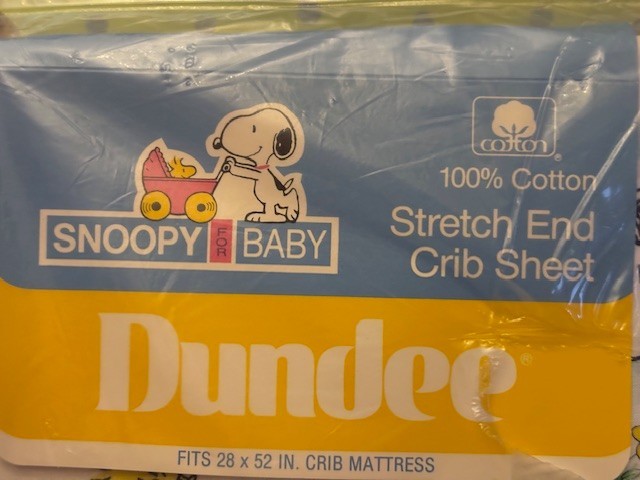 cotton®
100% Cotton
Stretch End
Crib Sheet
SNOOPY FOR BABY
Dundee®
FITS 28 x 52 IN. CRIB MATTRESS